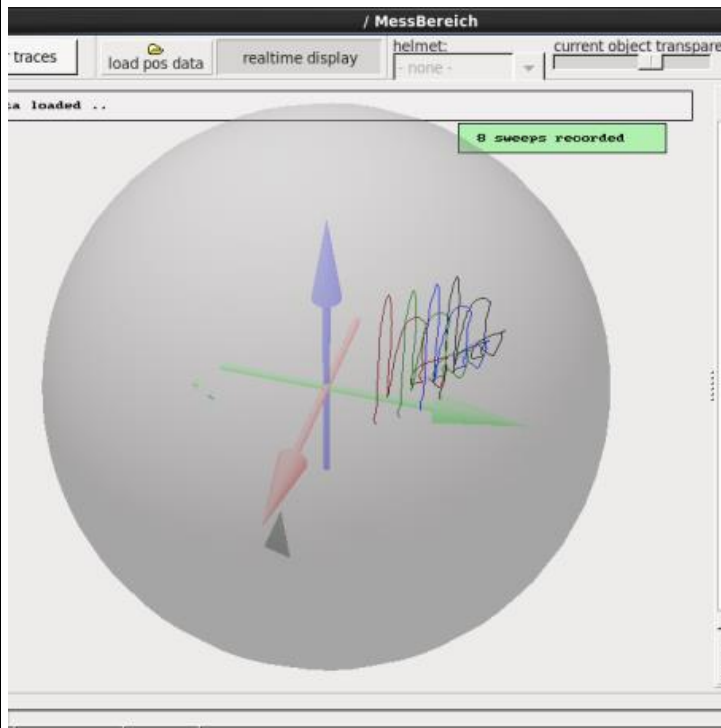 / MessBereich
traces
load pos data
realtime display
helmet:
- none -
current object transpare
a loaded ..
8 sweeps recorded